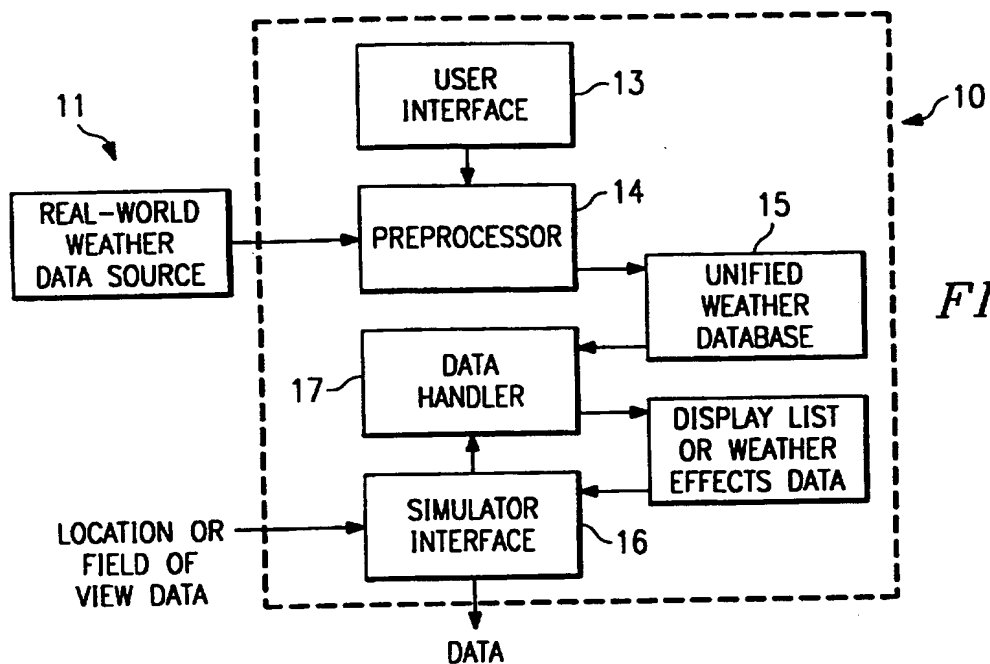 USER
INTERFACE
13
10
11
REAL-WORLD
WEATHER
DATA SOURCE
14
PREPROCESSOR
15
UNIFIED
WEATHER
DATABASE
17
DATA
HANDLER
DISPLAY LIST
OR WEATHER
EFFECTS DATA
LOCATION OR
FIELD OF
VIEW DATA
SIMULATOR
INTERFACE
16
DATA